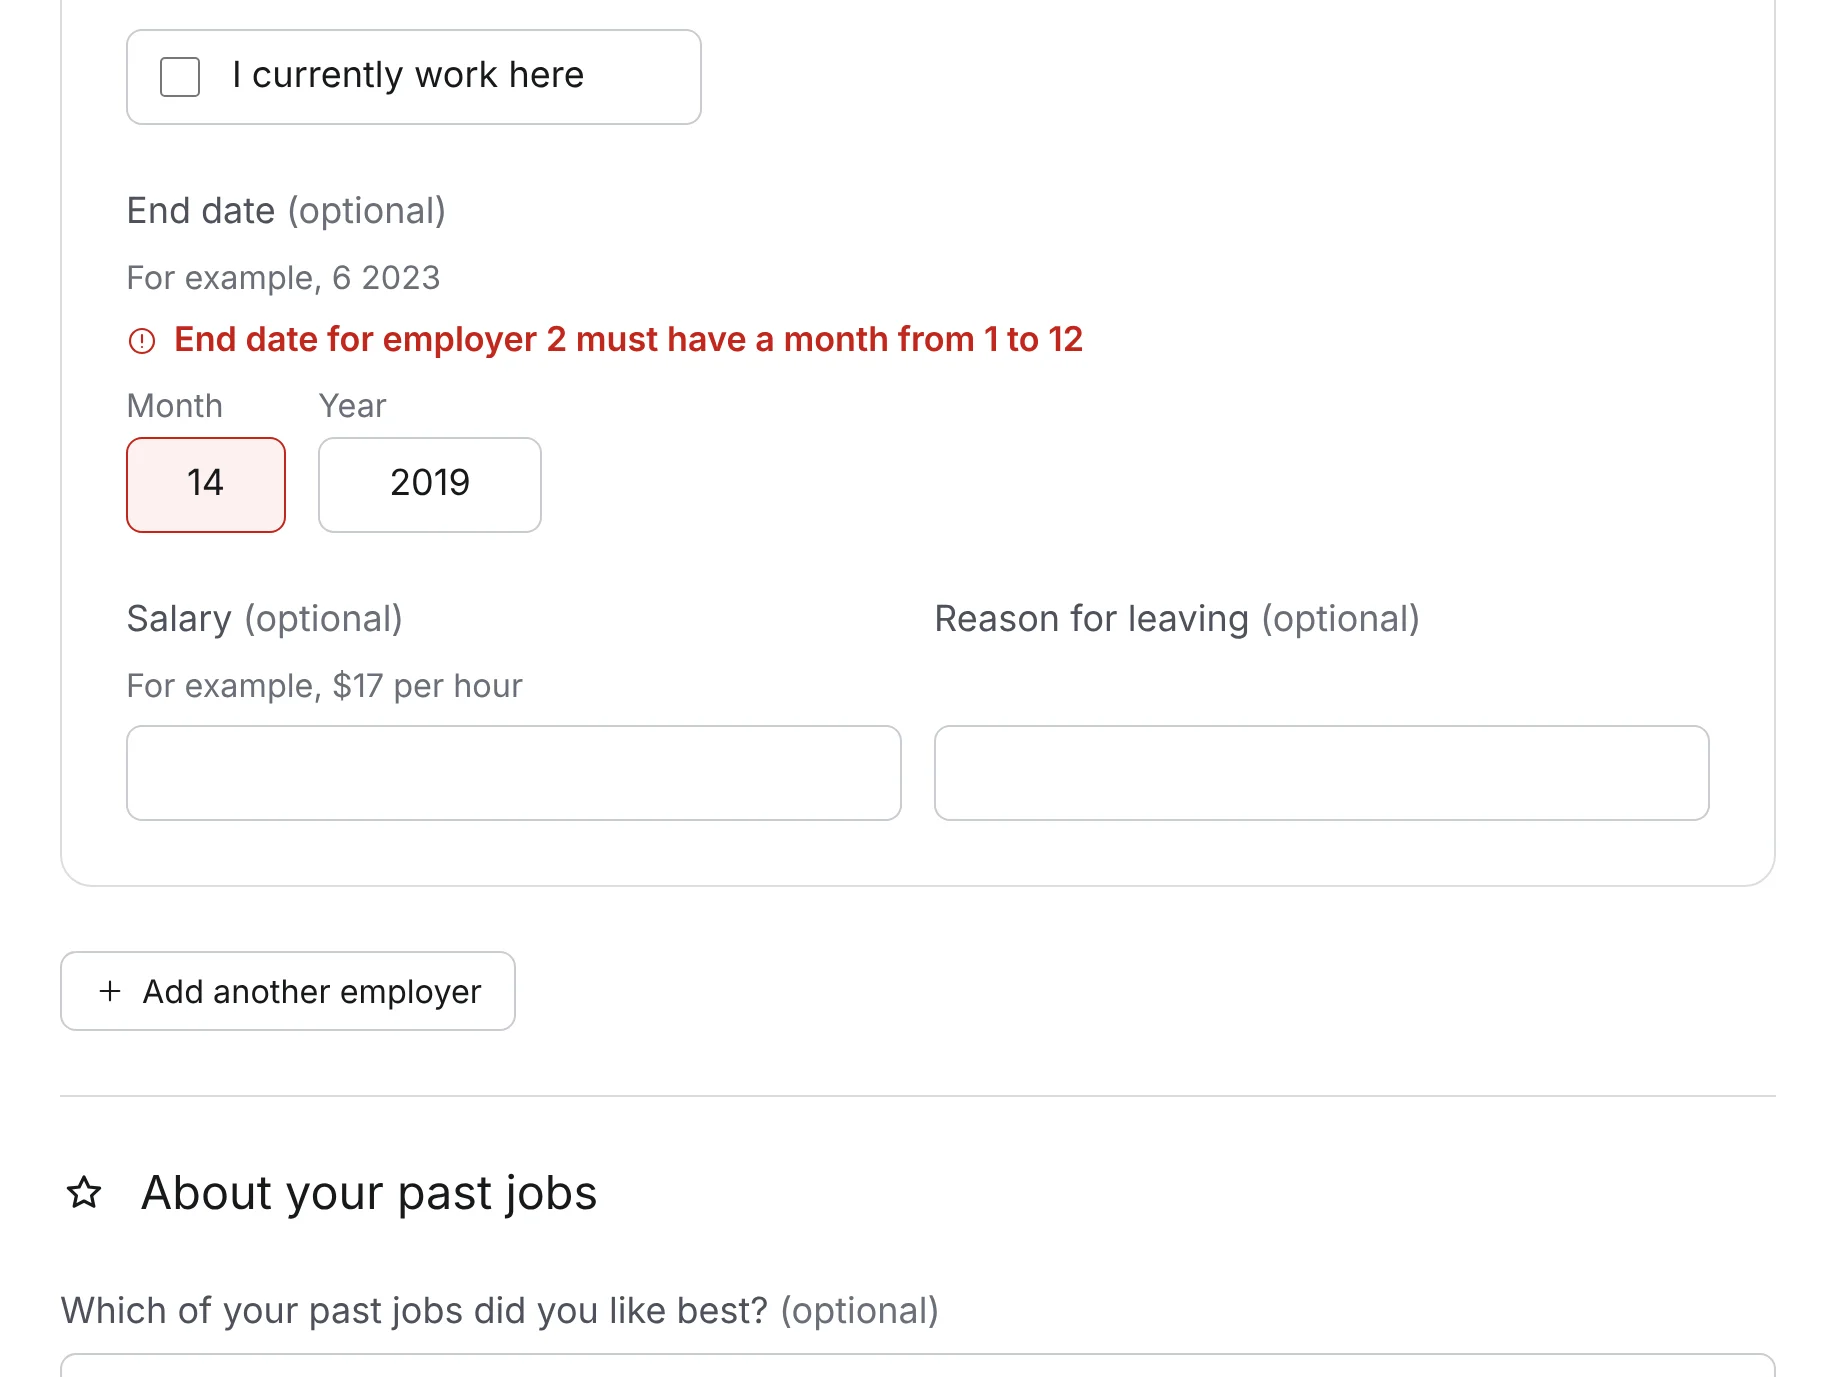 I currently work here
End date (optional)
For example, 6 2023
End date for employer 2 must have a month from 1 to 12
Month Year
14 2019
Salary (optional) Reason for leaving (optional)
For example, $17 per hour
+ Add another employer
About your past jobs
Which of your past jobs did you like best? (optional)